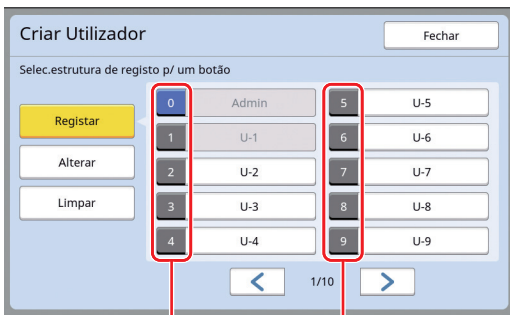 Criar Utilizador Fechar
Selec.estrutura de registo p/ um botão
Registar
Alterar
Limpar
0 Admin 5 U-5
1 U-1 6 U-6
2 U-2 7 U-7
3 U-3 8 U-8
4 U-4 9 U-9
< 1/10 >